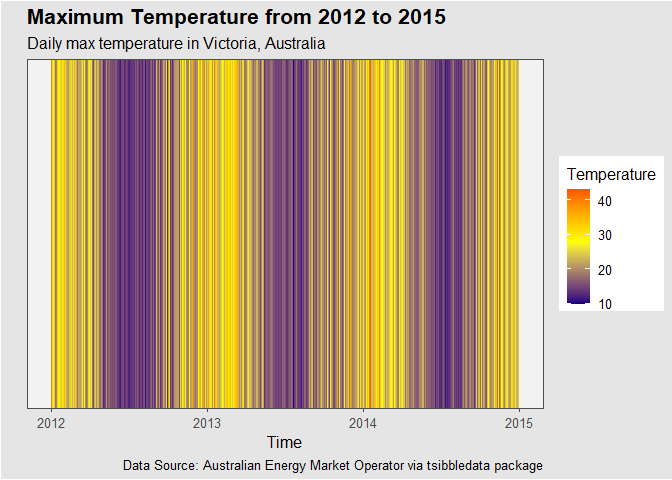 Maximum Temperature from 2012 to 2015
Daily max temperature in Victoria, Australia
Temperature
40
30
20
10
2012 2013 2014 2015
Time
Data Source: Australian Energy Market Operator via tsibbledata package